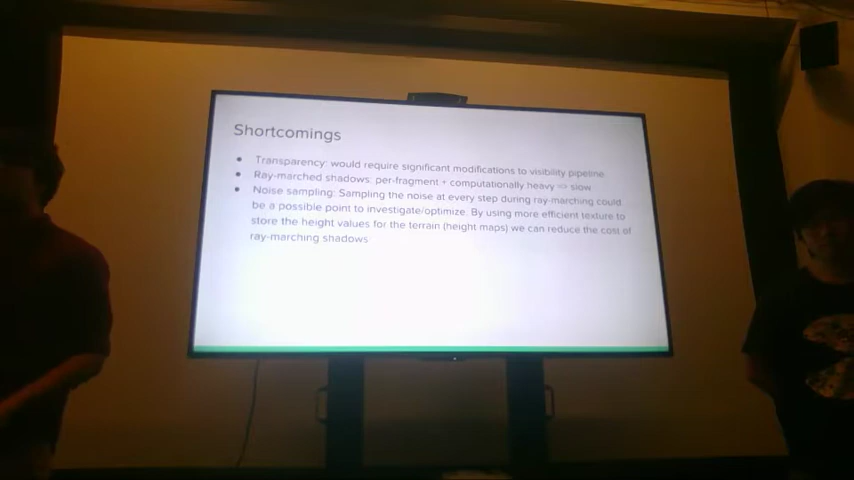 Shortcomings
● Transparency: would require significant modifications to visibility pipeline
● Ray-marched shadows: per-fragment + computationally heavy => slow
● Noise sampling: Sampling the noise at every step during ray-marching could
be a possible point to investigate/optimize. By using more efficient texture to
store the height values for the terrain (height maps) we can reduce the cost of
ray-marching shadows